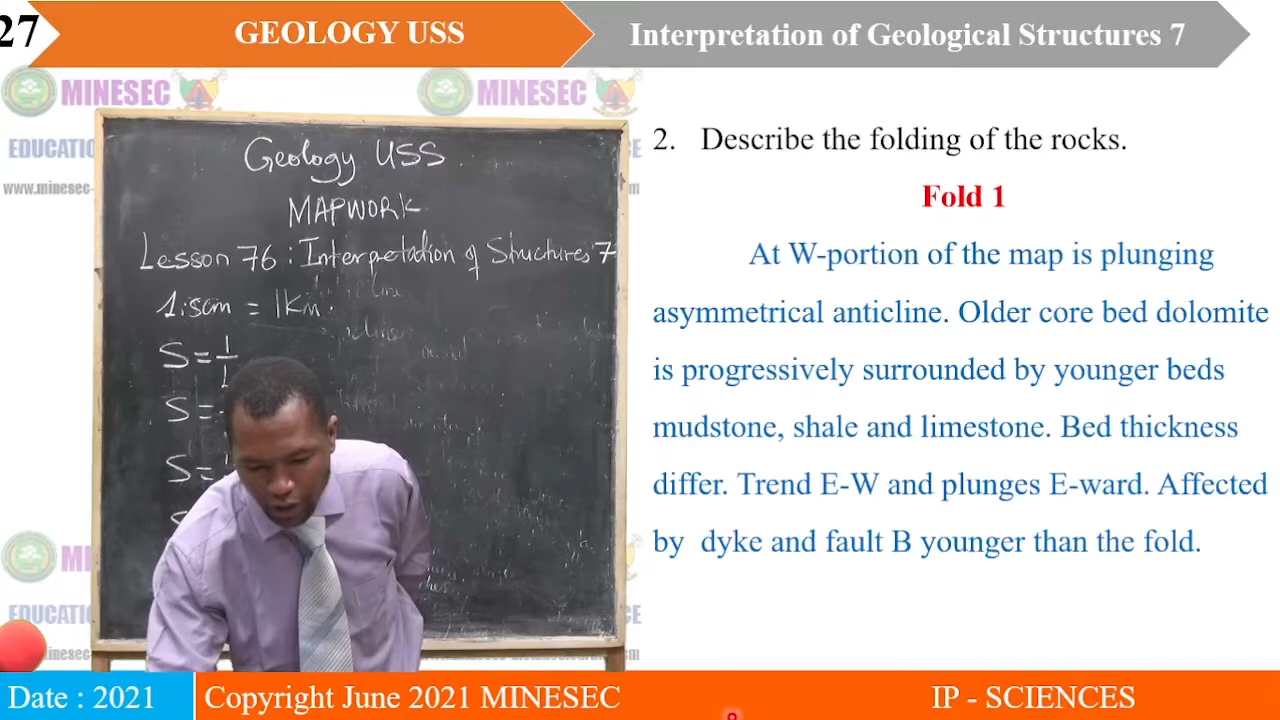 27
GEOLOGY USS
Interpretation of Geological Structures 7
MINESEC
MINESEC
EDUCATIO
www.minesec-
Geology USS
MAPWORK
Lesson 76 : Interpretation of Structures 7
1.5cm = 1km.
S = 1
S =
S =
2. Describe the folding of the rocks.
Fold 1
At W-portion of the map is plunging
asymmetrical anticline. Older core bed dolomite
is progressively surrounded by younger beds
mudstone, shale and limestone. Bed thickness
differ. Trend E-W and plunges E-ward. Affected
by dyke and fault B younger than the fold.
EDUCATI
Date : 2021
Copyright June 2021 MINESEC
IP - SCIENCES